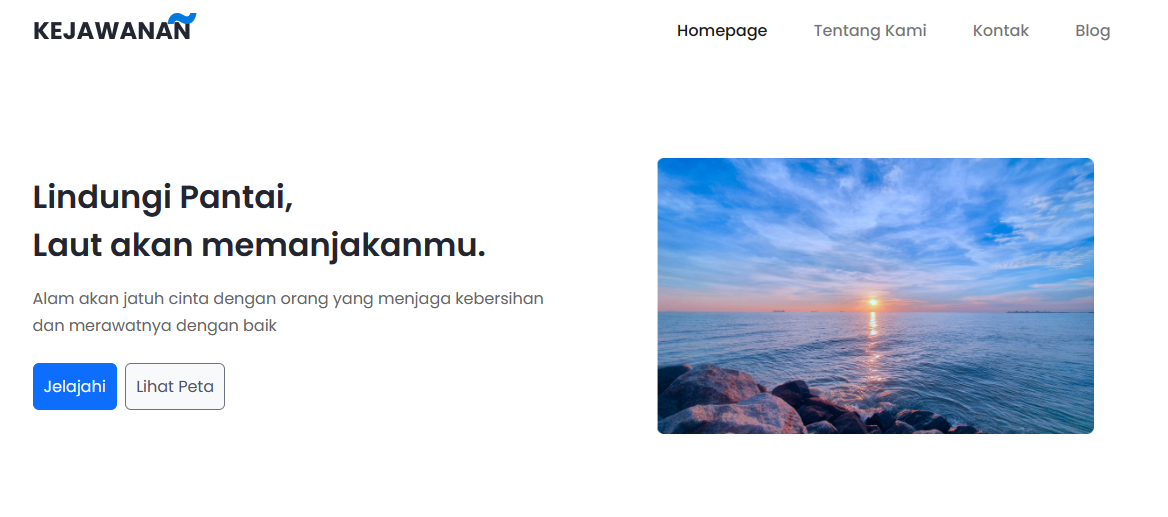 KEJAWANAN
Homepage
Tentang Kami
Kontak
Blog
Lindungi Pantai,
Laut akan memanjakanmu.
Alam akan jatuh cinta dengan orang yang menjaga kebersihan
dan merawatnya dengan baik
Jelajahi
Lihat Peta